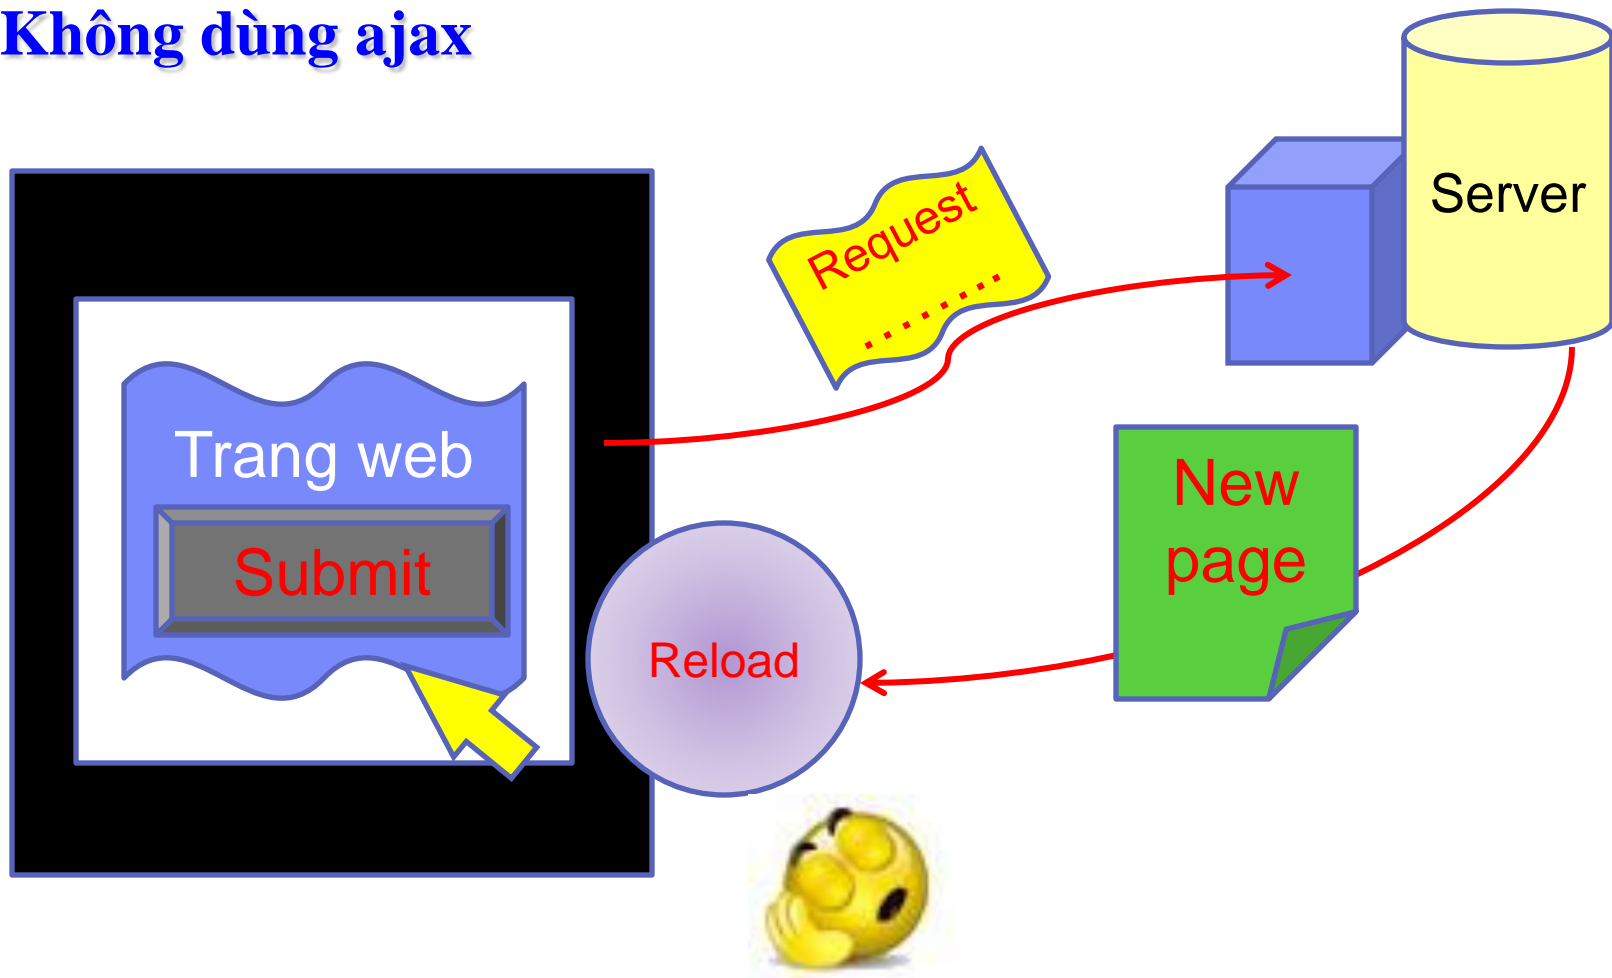 Không dùng ajax
Server
Request
........
Trang web
Submit
New
page
Reload